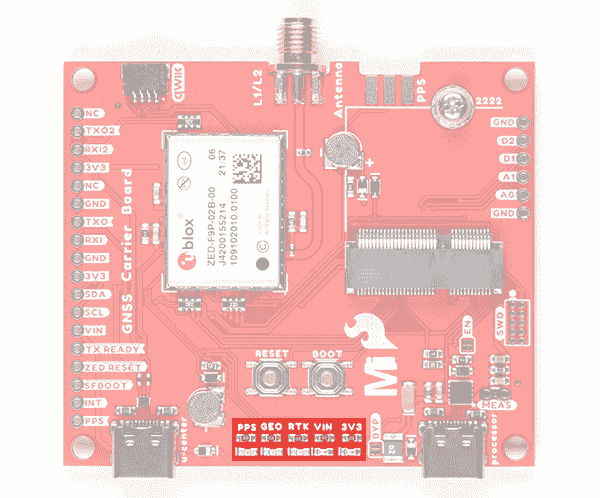 QWIIC
L1/L2
Antenna
PPS
2222
NC
TXO2
RXI2
3V3
NC
GND
TXO
RXI
GND
3V3
SDA
SCL
VIN
TX READY
ZED RESET
SFBOOT
INT
PPS
GNSS Carrier Board
06
21/37
ublox
ZED-F9P-02B-00
J4200155214
109102010.0100
GND
D2
D1
A1
A0
GND
+
SWD
EN
MEAS
RESET
BOOT
M
PPS GEO RTK VIN 3V3
BYP
u-center
processor